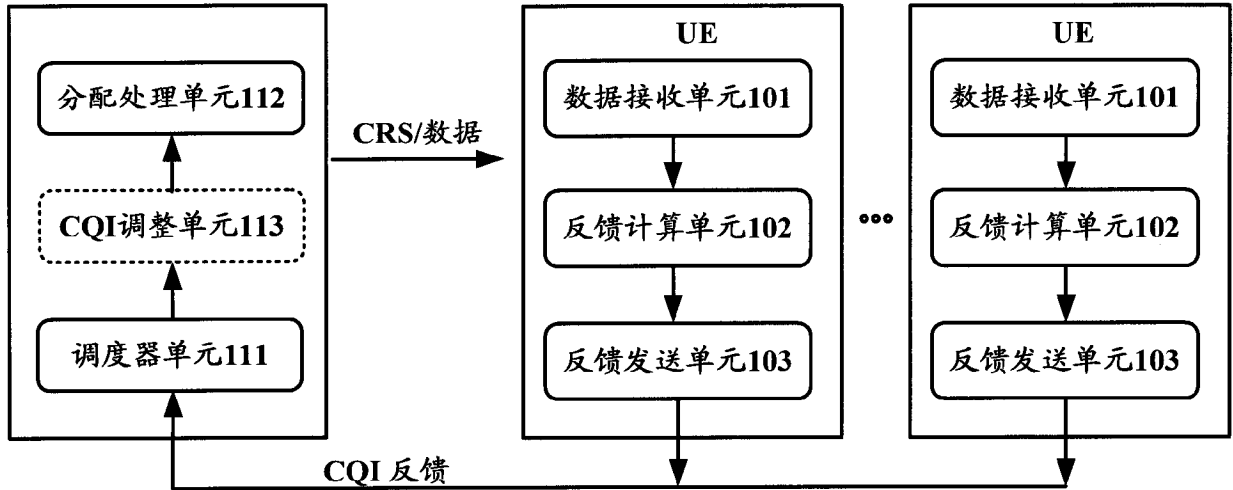 分配处理单元112
CQI调整单元113
调度器单元111
CRS/数据
UE
数据接收单元101
反馈计算单元102
反馈发送单元103
UE
数据接收单元101
反馈计算单元102
反馈发送单元103
CQI 反馈